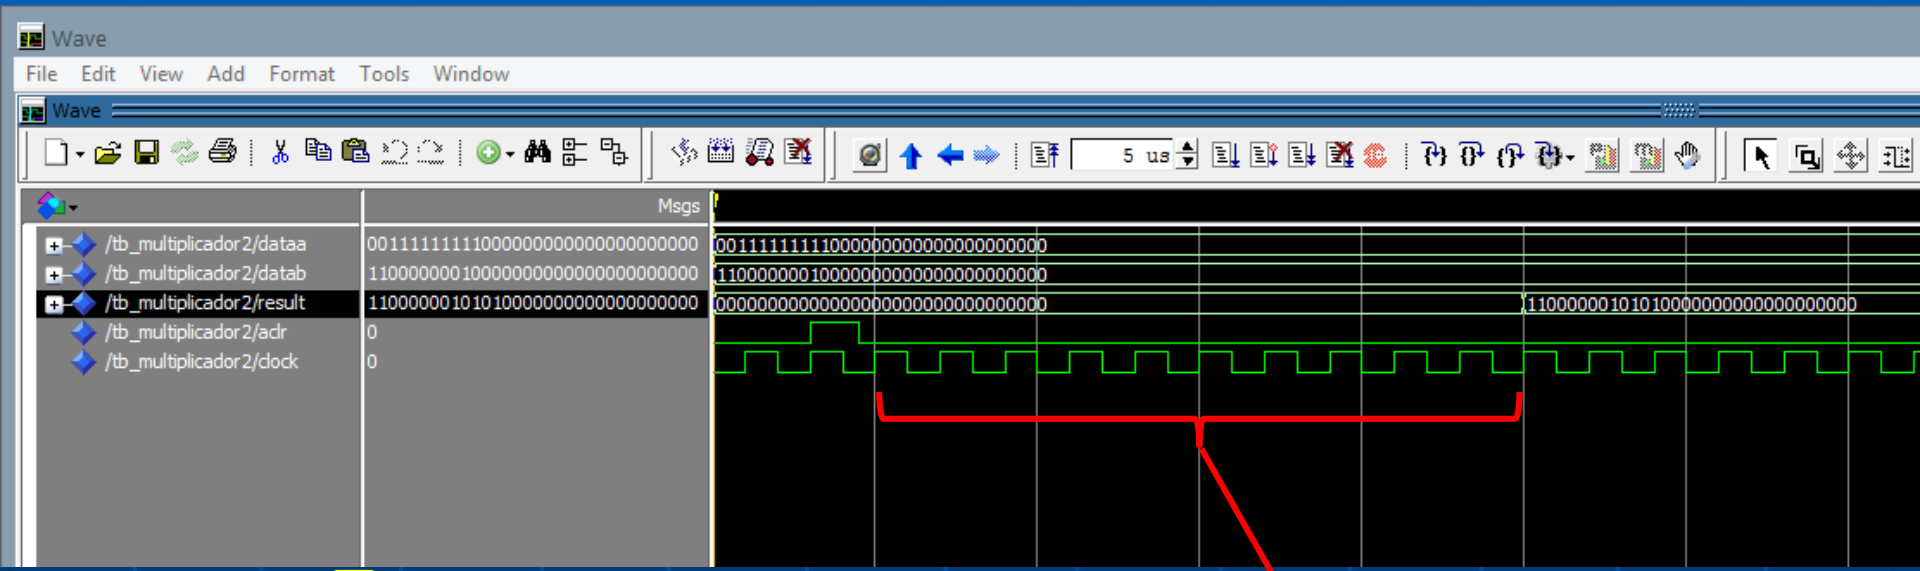 Wave
File Edit View Add Format Tools Window
Wave
5 us
Msgs
/tb_multiplicador2/dataa 00111111111000000000000000000000 00111111111000000000000000000000
/tb_multiplicador2/datab 11000000010000000000000000000000 11000000010000000000000000000000
/tb_multiplicador2/result 11000000101010000000000000000000 00000000000000000000000000000000 11000000101010000000000000000000
/tb_multiplicador2/aclr 0
/tb_multiplicador2/clock 0